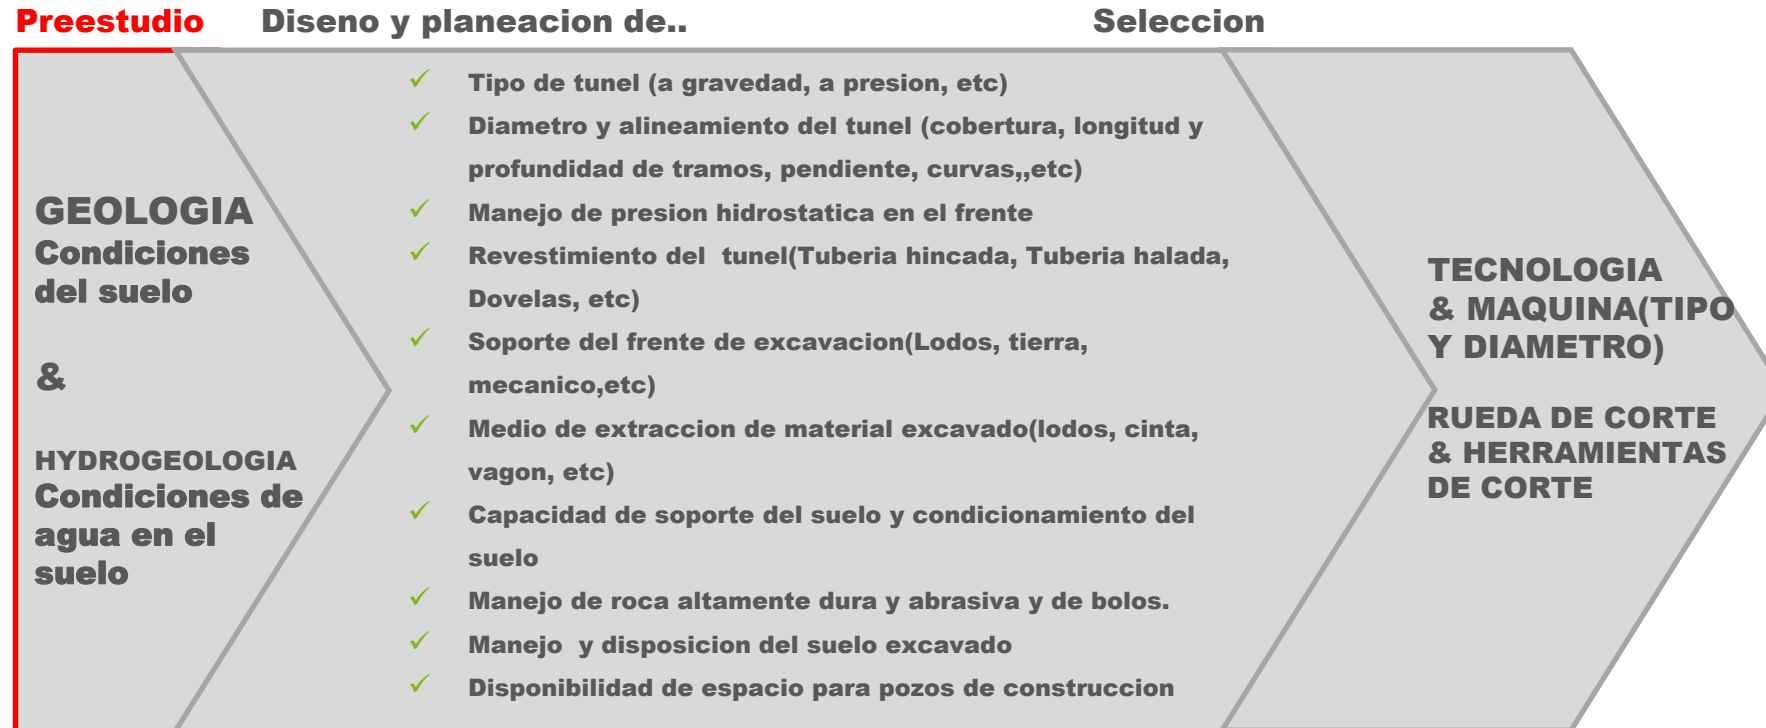 Preestudio
Diseno y planeacion de..
Seleccion
GEOLOGIA
Condiciones
del suelo
&
HYDROGEOLOGIA
Condiciones de
agua en el
suelo
✓ Tipo de tunel (a gravedad, a presion, etc)
✓ Diametro y alineamiento del tunel (cobertura, longitud y
profundidad de tramos, pendiente, curvas,,etc)
✓ Manejo de presion hidrostatica en el frente
✓ Revestimiento del  tunel(Tuberia hincada, Tuberia halada,
Dovelas, etc)
✓ Soporte del frente de excavacion(Lodos, tierra,
mecanico,etc)
✓ Medio de extraccion de material excavado(lodos, cinta,
vagon, etc)
✓ Capacidad de soporte del suelo y condicionamiento del
suelo
✓ Manejo de roca altamente dura y abrasiva y de bolos.
✓ Manejo  y disposicion del suelo excavado
✓ Disponibilidad de espacio para pozos de construccion
TECNOLOGIA
& MAQUINA(TIPO
Y DIAMETRO)
RUEDA DE CORTE
& HERRAMIENTAS
DE CORTE